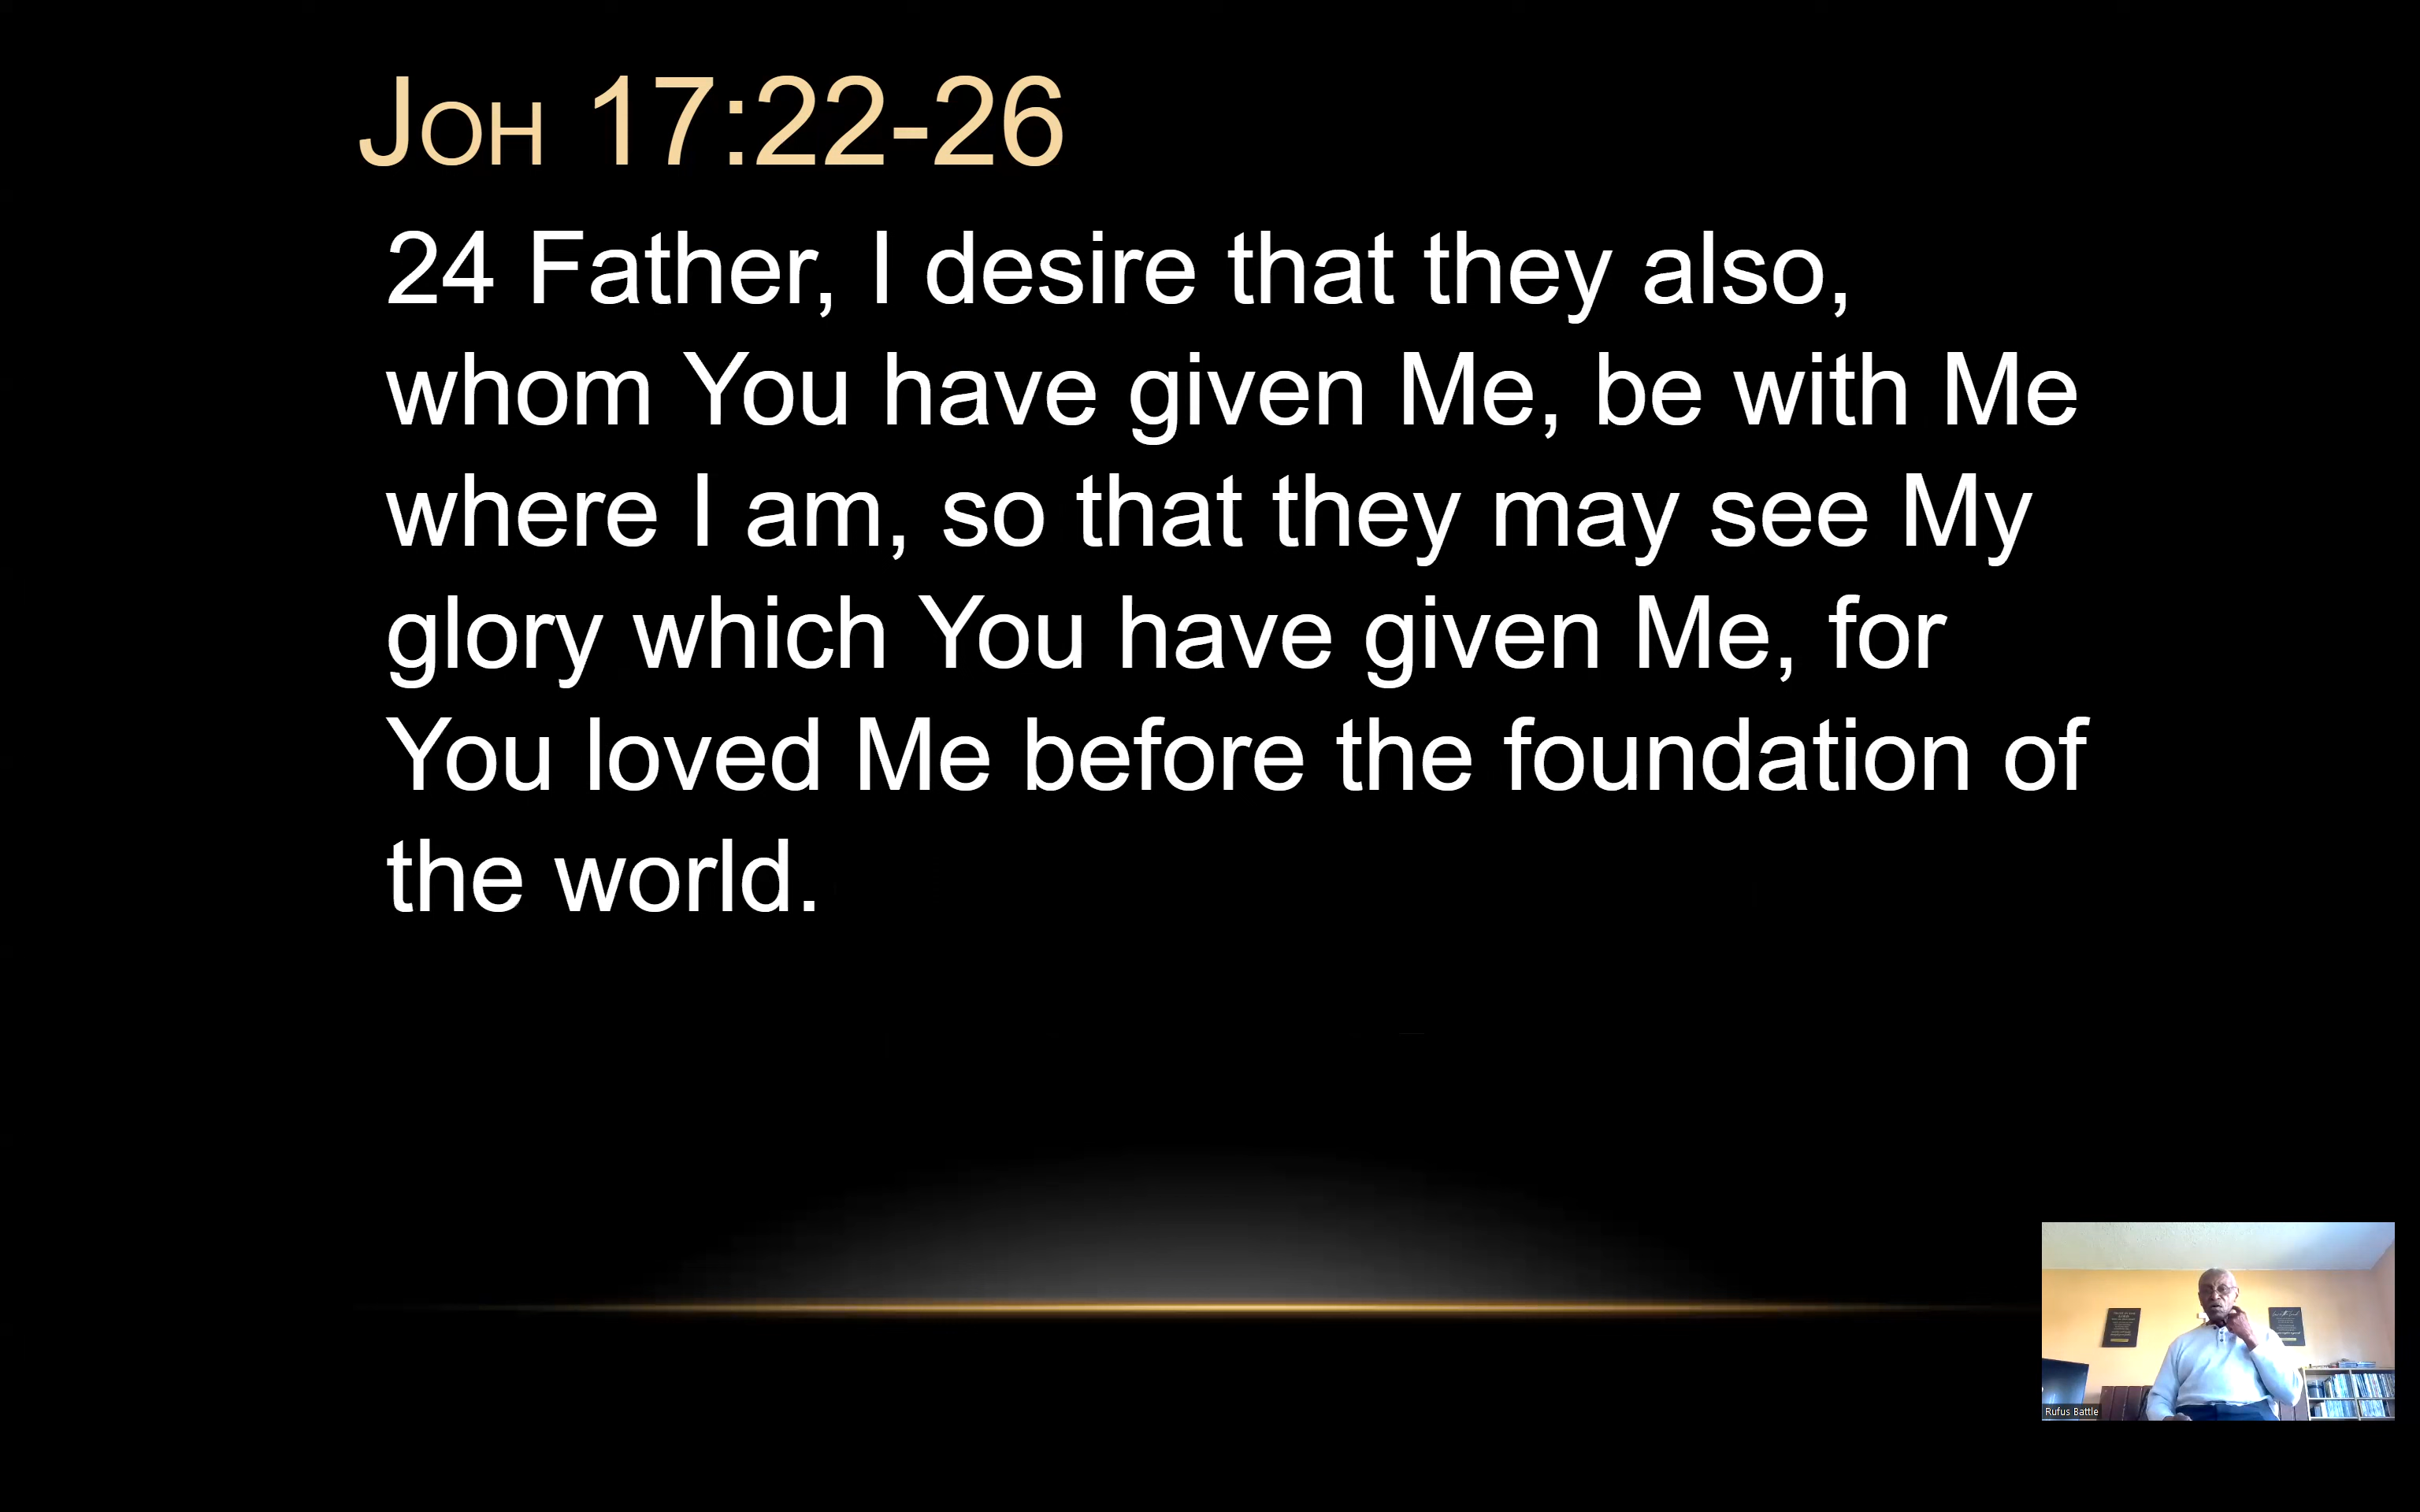 Joh 17:22-26
24 Father, I desire that they also,
whom You have given Me, be with Me
where I am, so that they may see My
glory which You have given Me, for
You loved Me before the foundation of
the world.
Rufus Battle